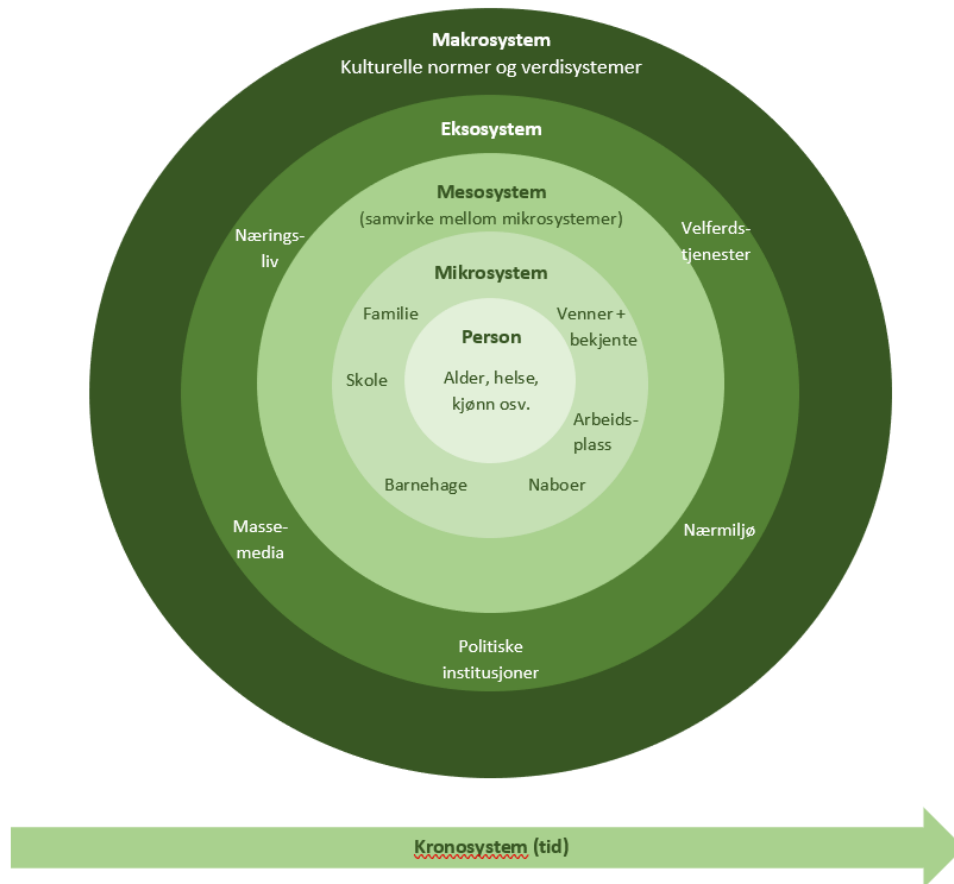 Makrosystem
Kulturelle normer og verdisystemer
Eksosystem
Mesosystem
(samvirke mellom mikrosystemer)
Nærings-
liv
Velferds-
tjenester
Mikrosystem
Familie
Venner +
bekjente
Person
Skole
Alder, helse,
kjønn osv.
Arbeids-
plass
Barnehage
Naboer
Masse-
media
Nærmiljø
Politiske
institusjoner
Kronosystem (tid)